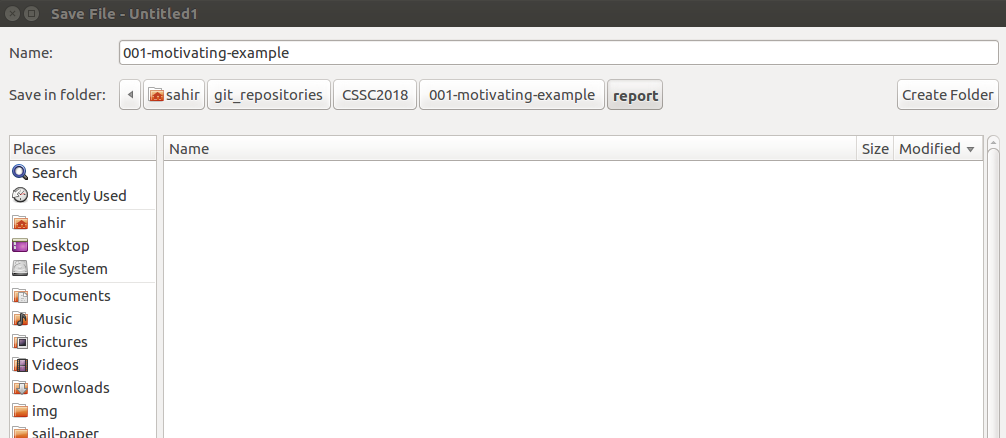 Save File - Untitled1
Name: 001-motivating-example
Save in folder: sahir git_repositories CSSC2018 001-motivating-example report Create Folder
Places Name Size Modified
Search
Recently Used
sahir
Desktop
File System
Documents
Music
Pictures
Videos
Downloads
img
sail-paper